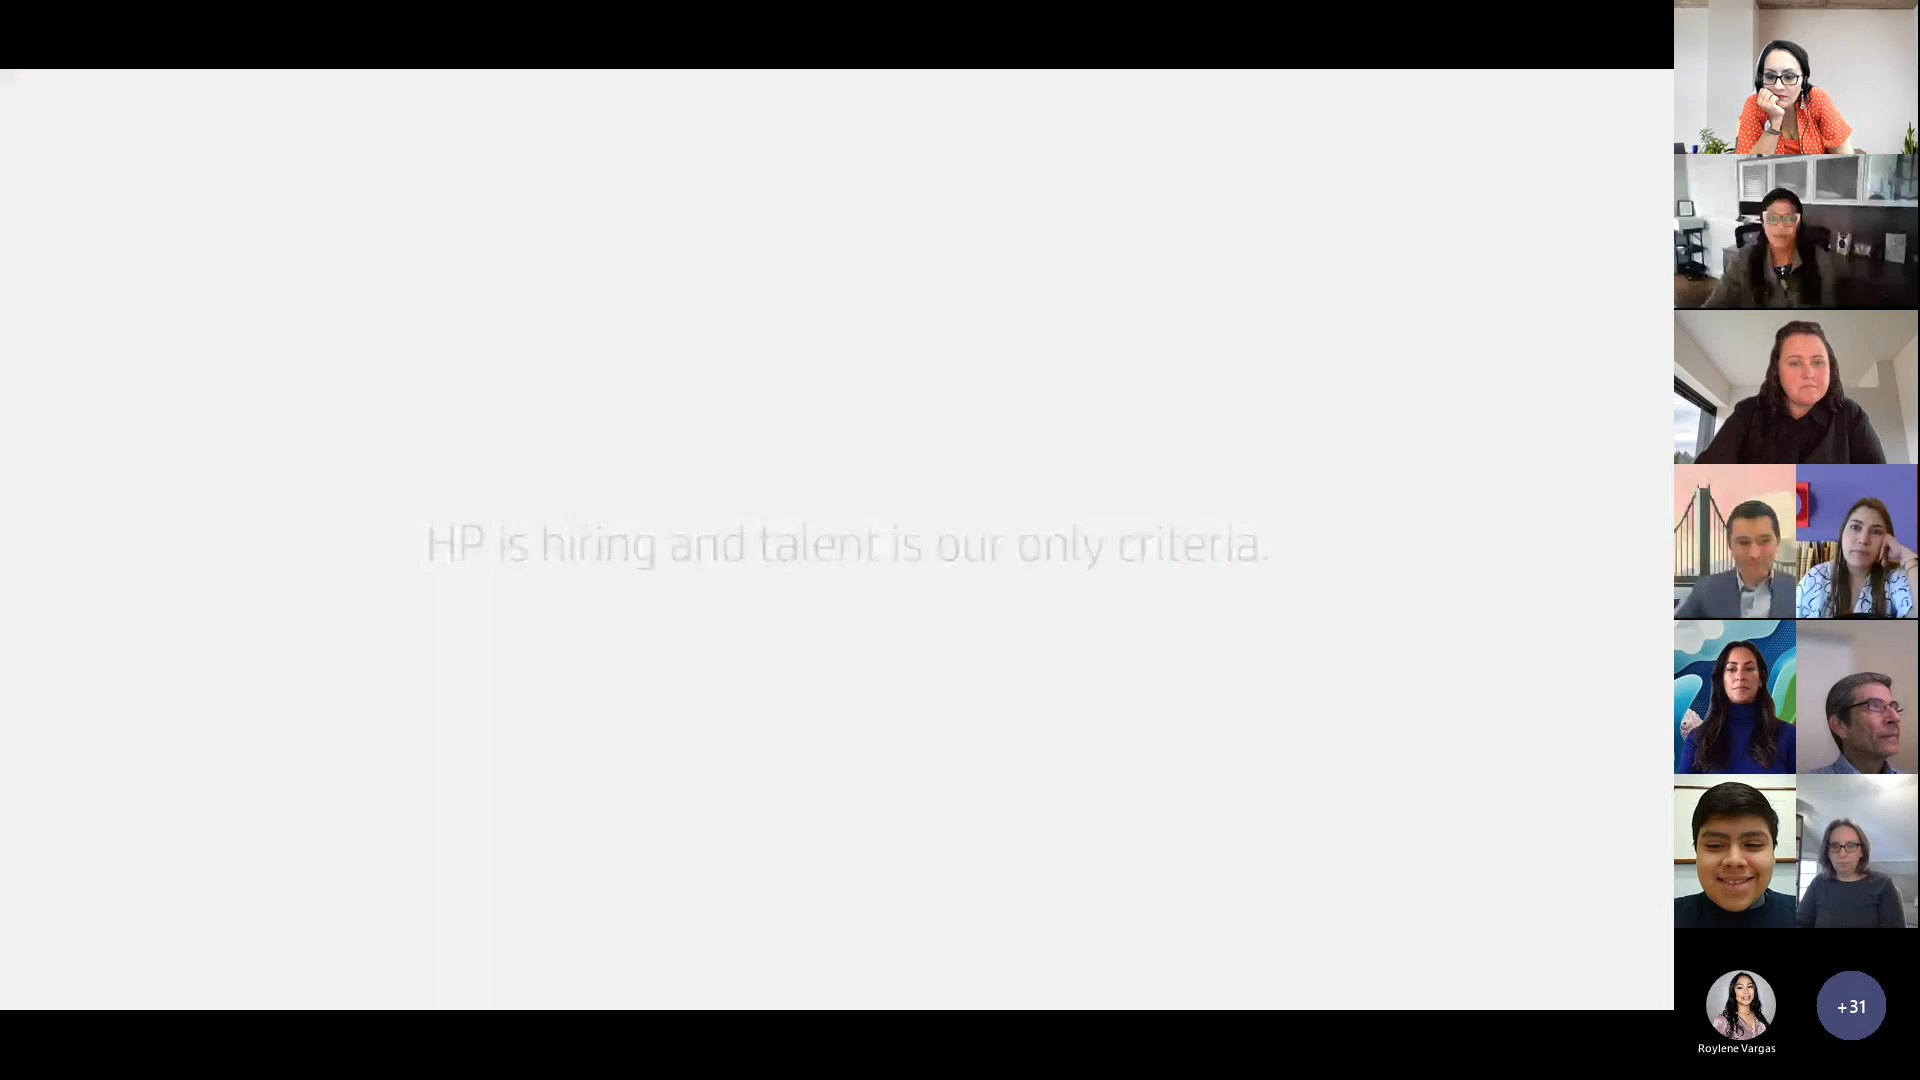 HP is hiring and talent is our only criteria.
+31
Roylene Vargas